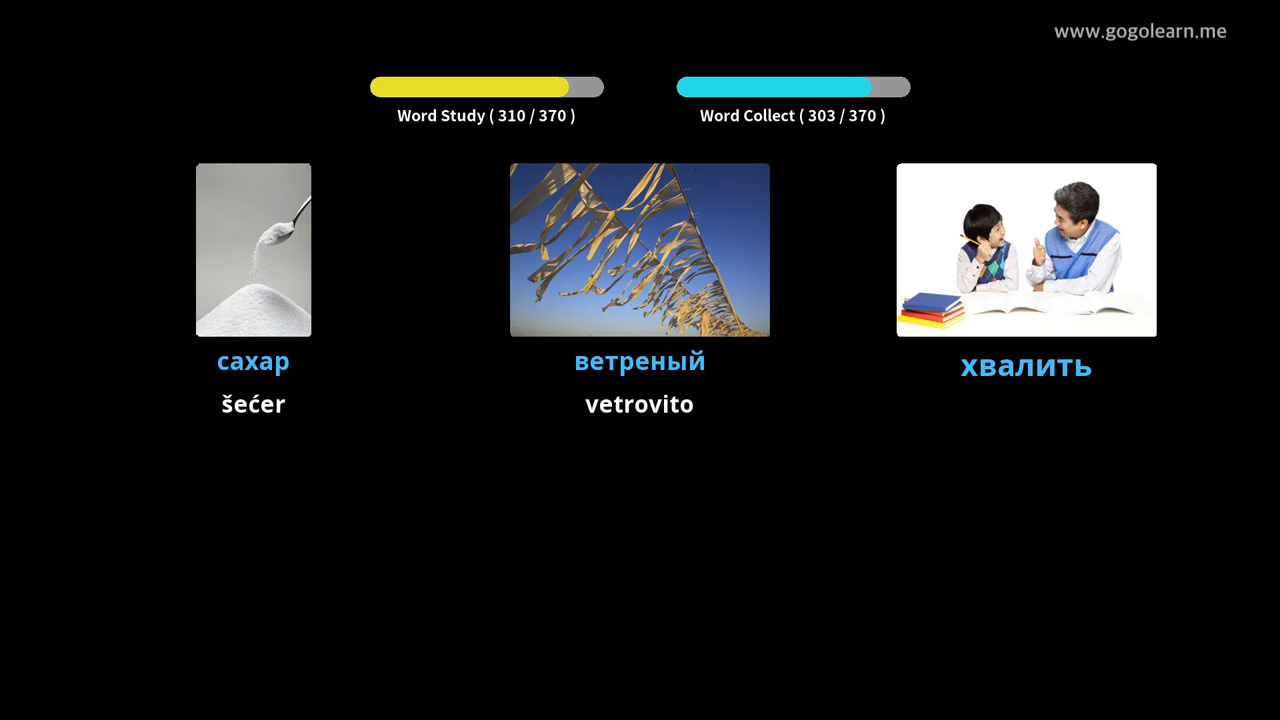 www.gogolearn.me
Word Study ( 310 / 370 )
Word Collect ( 303 / 370 )
сахар
ветреный
хвалить
šećer
vetrovito